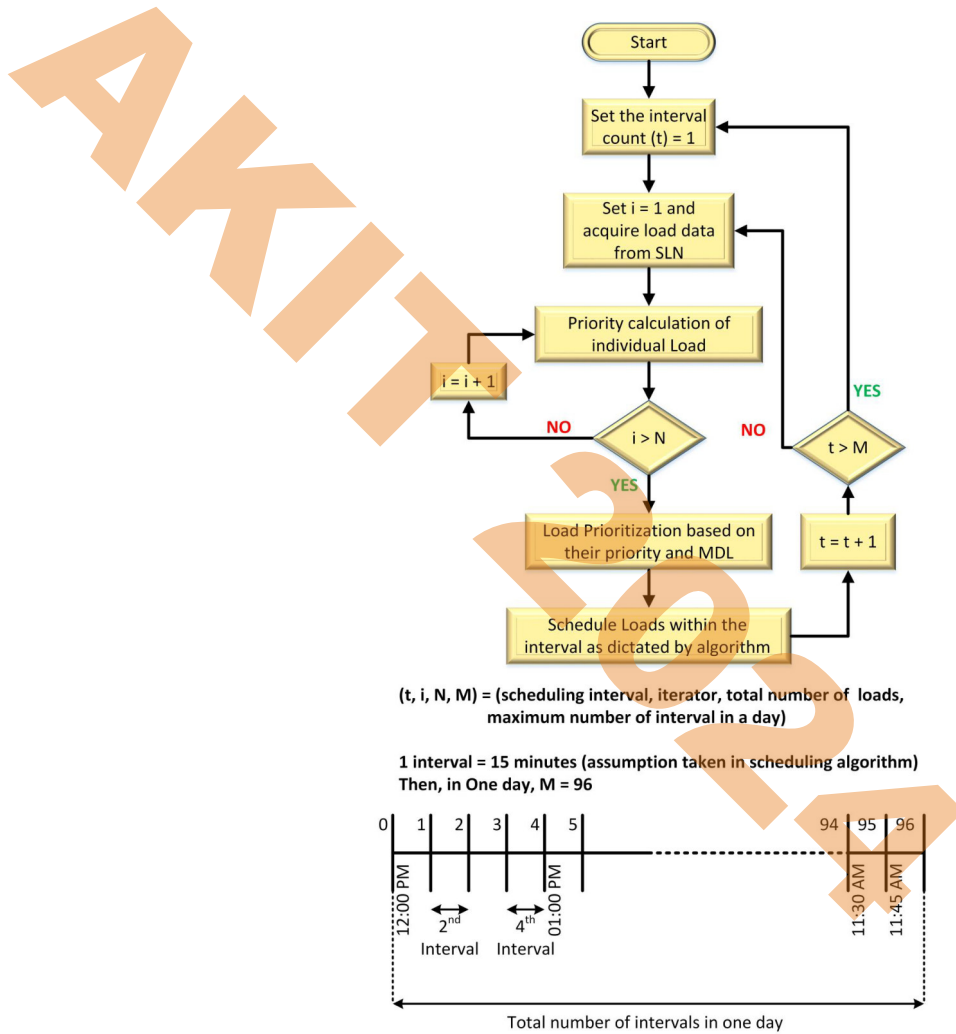 Start
Set the interval
count (t) = 1
Set i = 1 and
acquire load data
from SLN
Priority calculation of
individual Load
i = i + 1
NO
i > N
YES
NO
YES
t > M
t = t + 1
Load Prioritization based on
their priority and MDL
Schedule Loads within the
interval as dictated by algorithm
(t, i, N, M) = (scheduling interval, iterator, total number of loads,
maximum number of interval in a day)
1 interval = 15 minutes (assumption taken in scheduling algorithm)
Then, in One day, M = 96
0 1 2 3 4 5 94 95 96
12:00 PM
2nd
Interval
4th
Interval
01:00 PM
11:30 AM
11:45 AM
Total number of intervals in one day
AKIT 2024